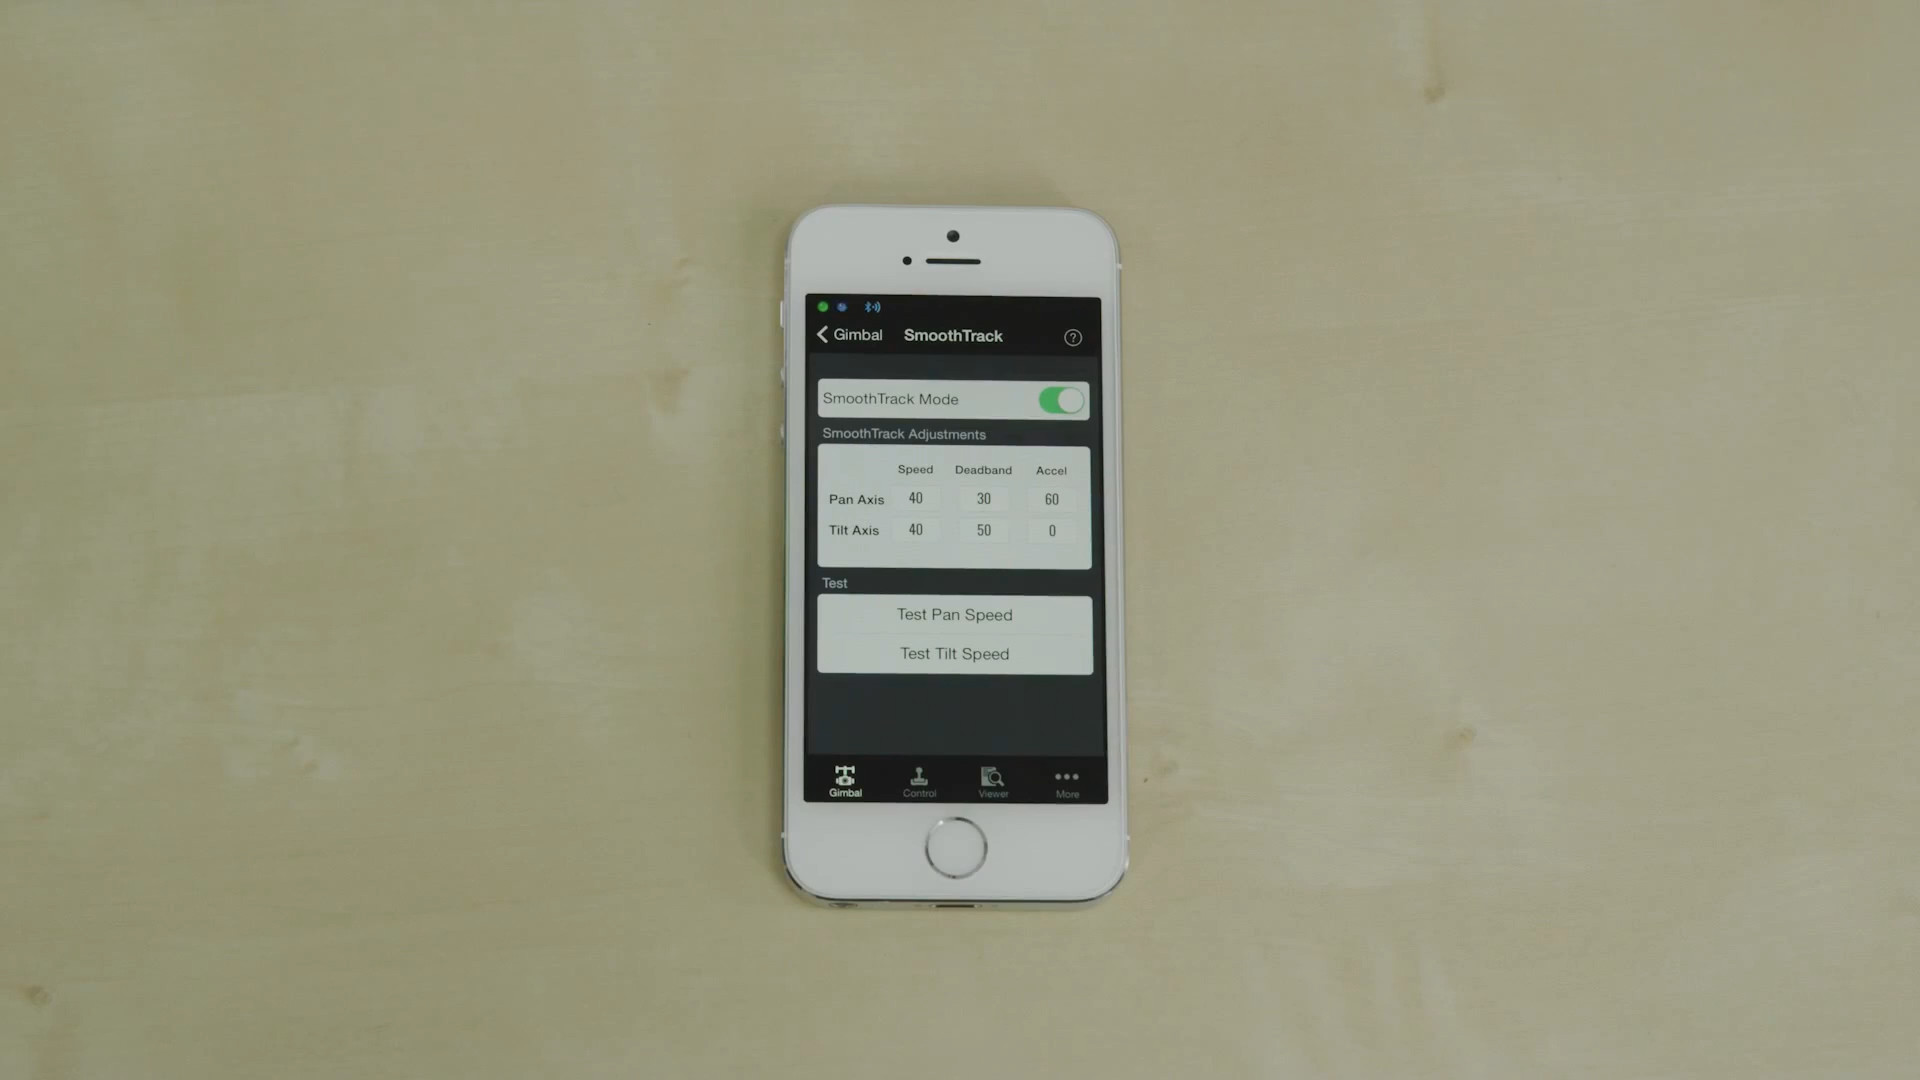 Gimbal SmoothTrack ?
SmoothTrack Mode
SmoothTrack Adjustments
Speed Deadband Accel
Pan Axis 40 30 60
Tilt Axis 40 50 0
Test
Test Pan Speed
Test Tilt Speed
Gimbal Control Viewer More